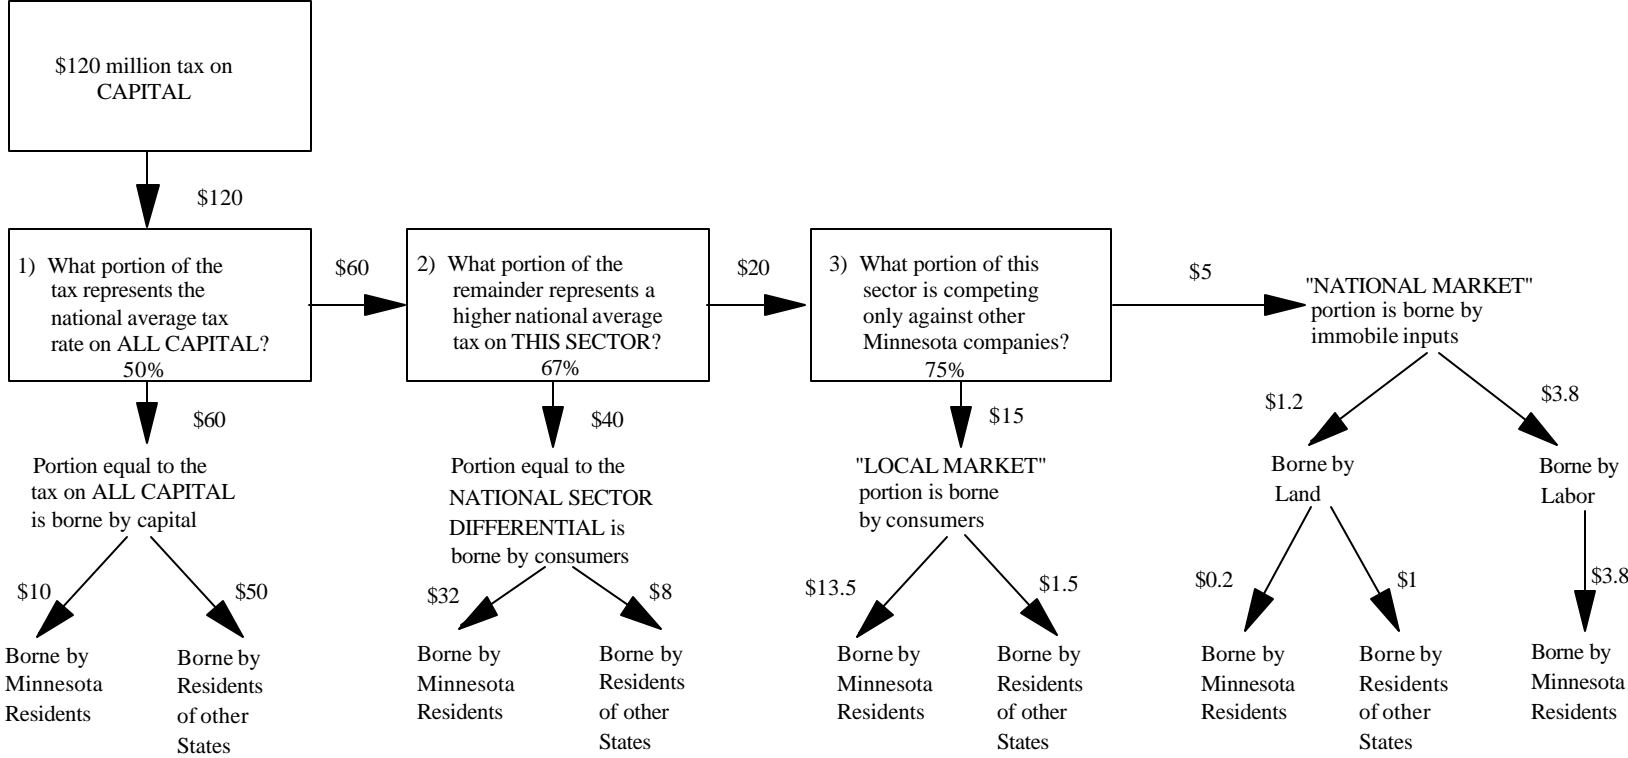 $120 million tax on
CAPITAL
$120
1) What portion of the
tax represents the
national average tax
rate on ALL CAPITAL?
50%
$60
2) What portion of the
remainder represents a
higher national average
tax on THIS SECTOR?
67%
$20
3) What portion of this
sector is competing
only against other
Minnesota companies?
75%
$5
"NATIONAL MARKET"
portion is borne by
immobile inputs
$60
Portion equal to the
tax on ALL CAPITAL
is borne by capital
$10
$50
Borne by
Minnesota
Residents
Borne by
Residents
of other
States
$40
Portion equal to the
NATIONAL SECTOR
DIFFERENTIAL is
borne by consumers
$32
$8
Borne by
Minnesota
Residents
Borne by
Residents
of other
States
$15
"LOCAL MARKET"
portion is borne
by consumers
$13.5
$1.5
Borne by
Minnesota
Residents
Borne by
Residents
of other
States
$1.2
$3.8
Borne by
Land
$0.2
$1
Borne by
Minnesota
Residents
Borne by
Residents
of other
States
Borne by
Labor
$3.8
Borne by
Minnesota
Residents